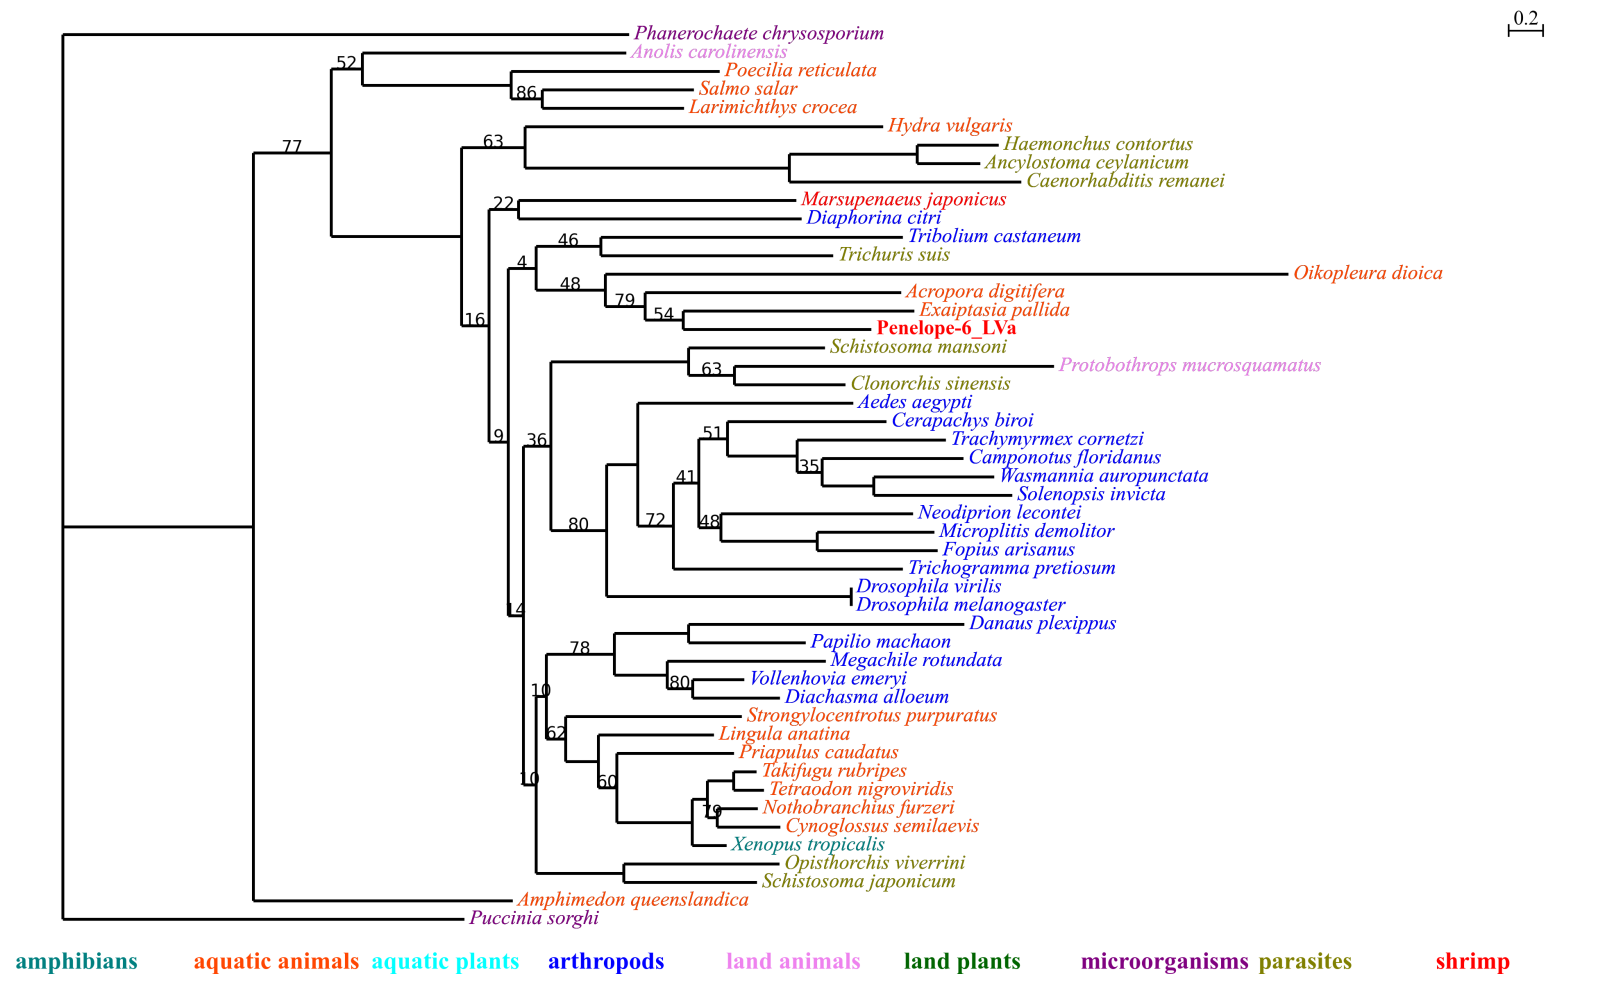 0.2
Phanerochaete chrysosporium
Anolis carolinensis
52
Poecilia reticulata
Salmo salar
86
Larimichthys crocea
Hydra vulgaris
63
77
Haemonchus contortus
Ancylostoma ceylanicum
Caenorhabditis remanei
Marsupenaeus japonicus
22
Diaphorina citri
Tribolium castaneum
46
Trichuris suis
4
Oikopleura dioica
48
Acropora digitifera
79
Exaiptasia pallida
54
16
Penelope-6_LVa
Schistosoma mansoni
Protobothrops mucrosquamatus
63
Clonorchis sinensis
Aedes aegypti
Cerapachys biroi
51
9
36
Trachymyrmex cornetzi
Camponotus floridanus
35
41
Wasmannia auropunctata
Solenopsis invicta
Neodiprion lecontei
72
48
80
Microplitis demolitor
Fopius arisanus
Trichogramma pretiosum
Drosophila virilis
14
Drosophila melanogaster
Danaus plexippus
Papilio machaon
78
Megachile rotundata
Vollenhovia emeryi
80
10
Diachasma alloeum
Strongylocentrotus purpuratus
62
Lingula anatina
Priapulus caudatus
Takifugu rubripes
10
60
Tetraodon nigroviridis
Nothobranchius furzeri
79
Cynoglossus semilaevis
Xenopus tropicalis
Opisthorchis viverrini
Schistosoma japonicum
Amphimedon queenslandica
Puccinia sorghi
amphibians aquatic animals aquatic plants arthropods land animals land plants microorganisms parasites shrimp